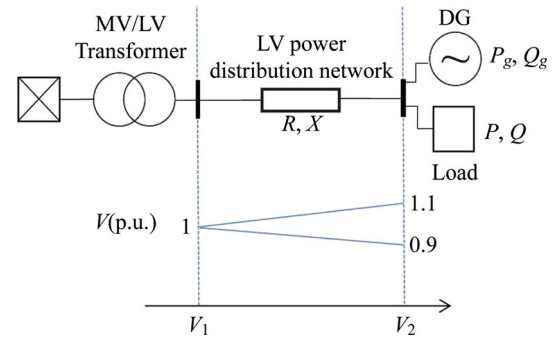 DG
MV/LV
Transformer
LV power
distribution network
P_g, Q_g
R, X
P, Q
Load
1.1
V(p.u.) 1
0.9
V_1 V_2